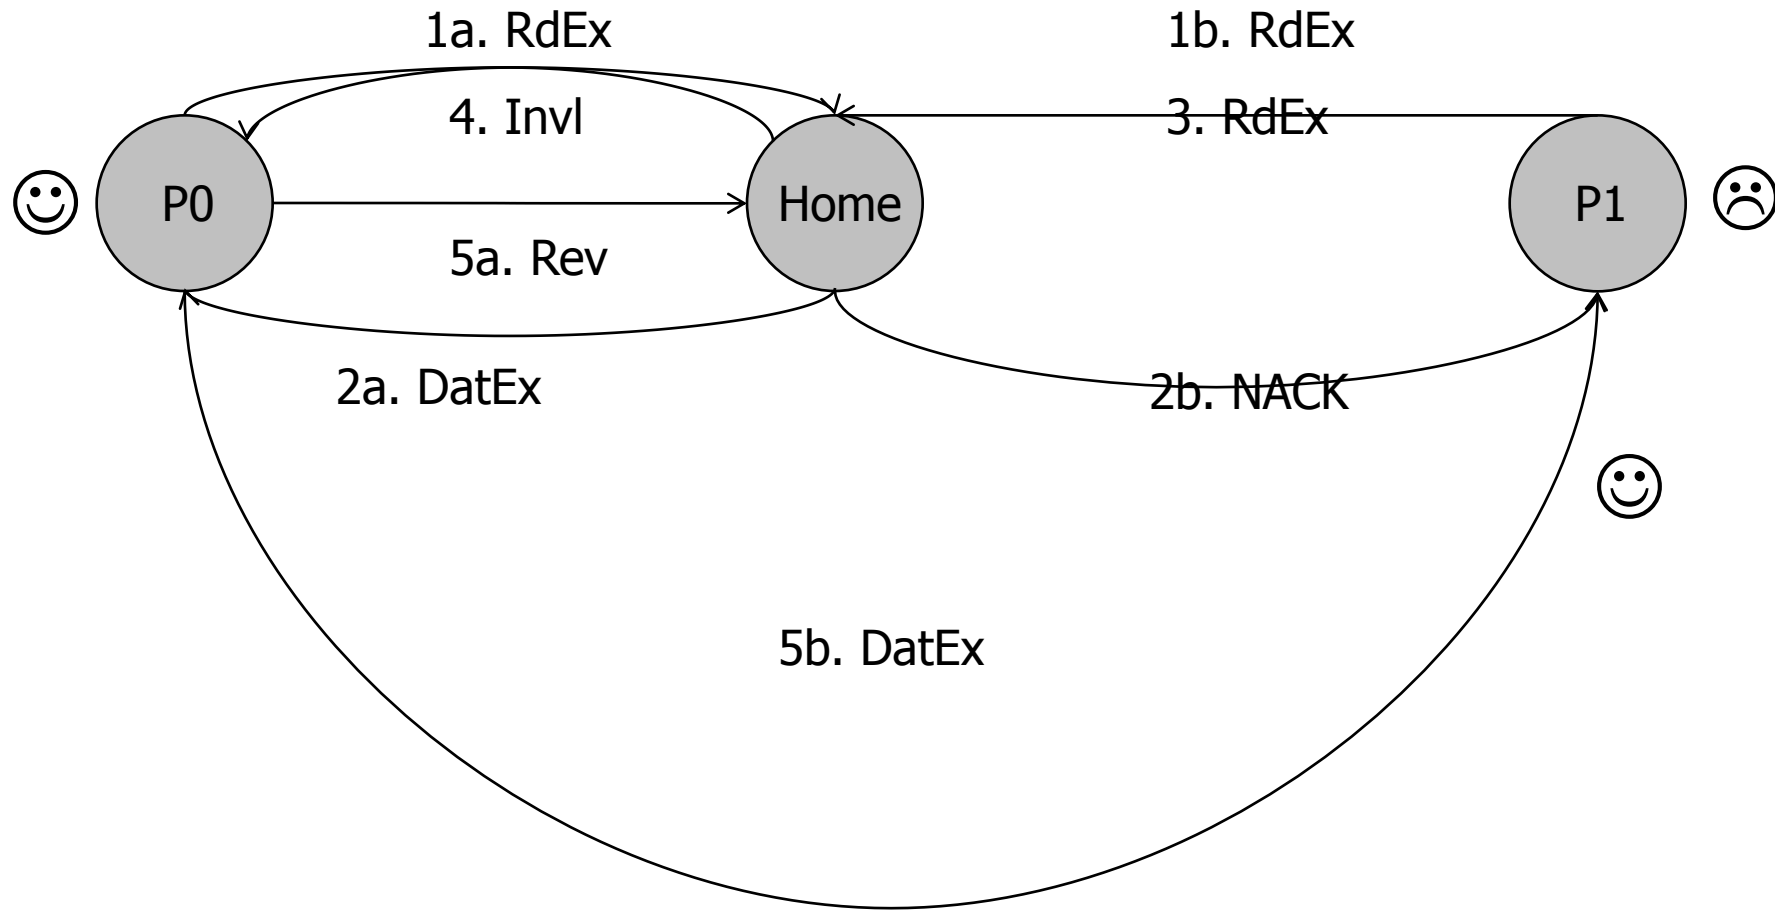 1a. RdEx
1b. RdEx
4. Invl
3. RdEx
P0
Home
P1
5a. Rev
2a. DatEx
2b. NACK
5b. DatEx